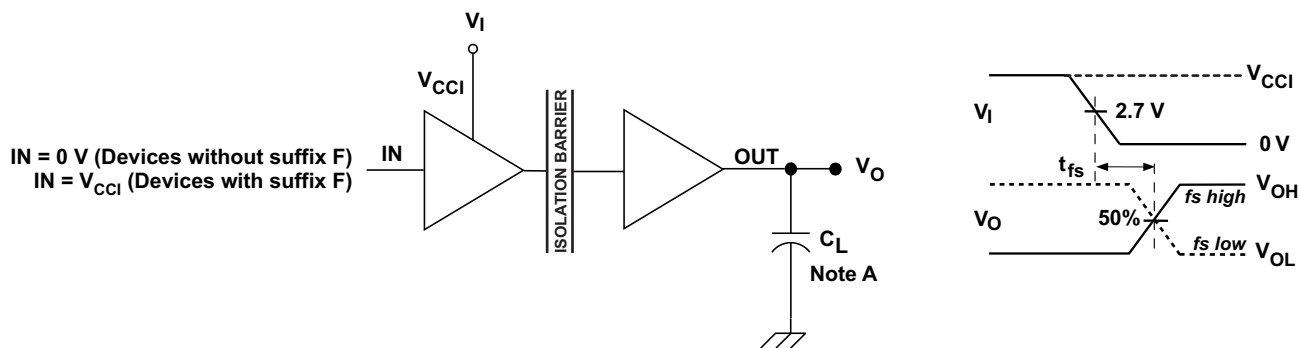 V_I
V_CCI
IN = 0 V (Devices without suffix F)
IN = V_CCI (Devices with suffix F)
IN
ISOLATION BARRIER
OUT
V_O
C_L
Note A
V_CCI
V_I
2.7 V
0 V
t_fs
V_OH
fs high
V_O
50%
fs low
V_OL